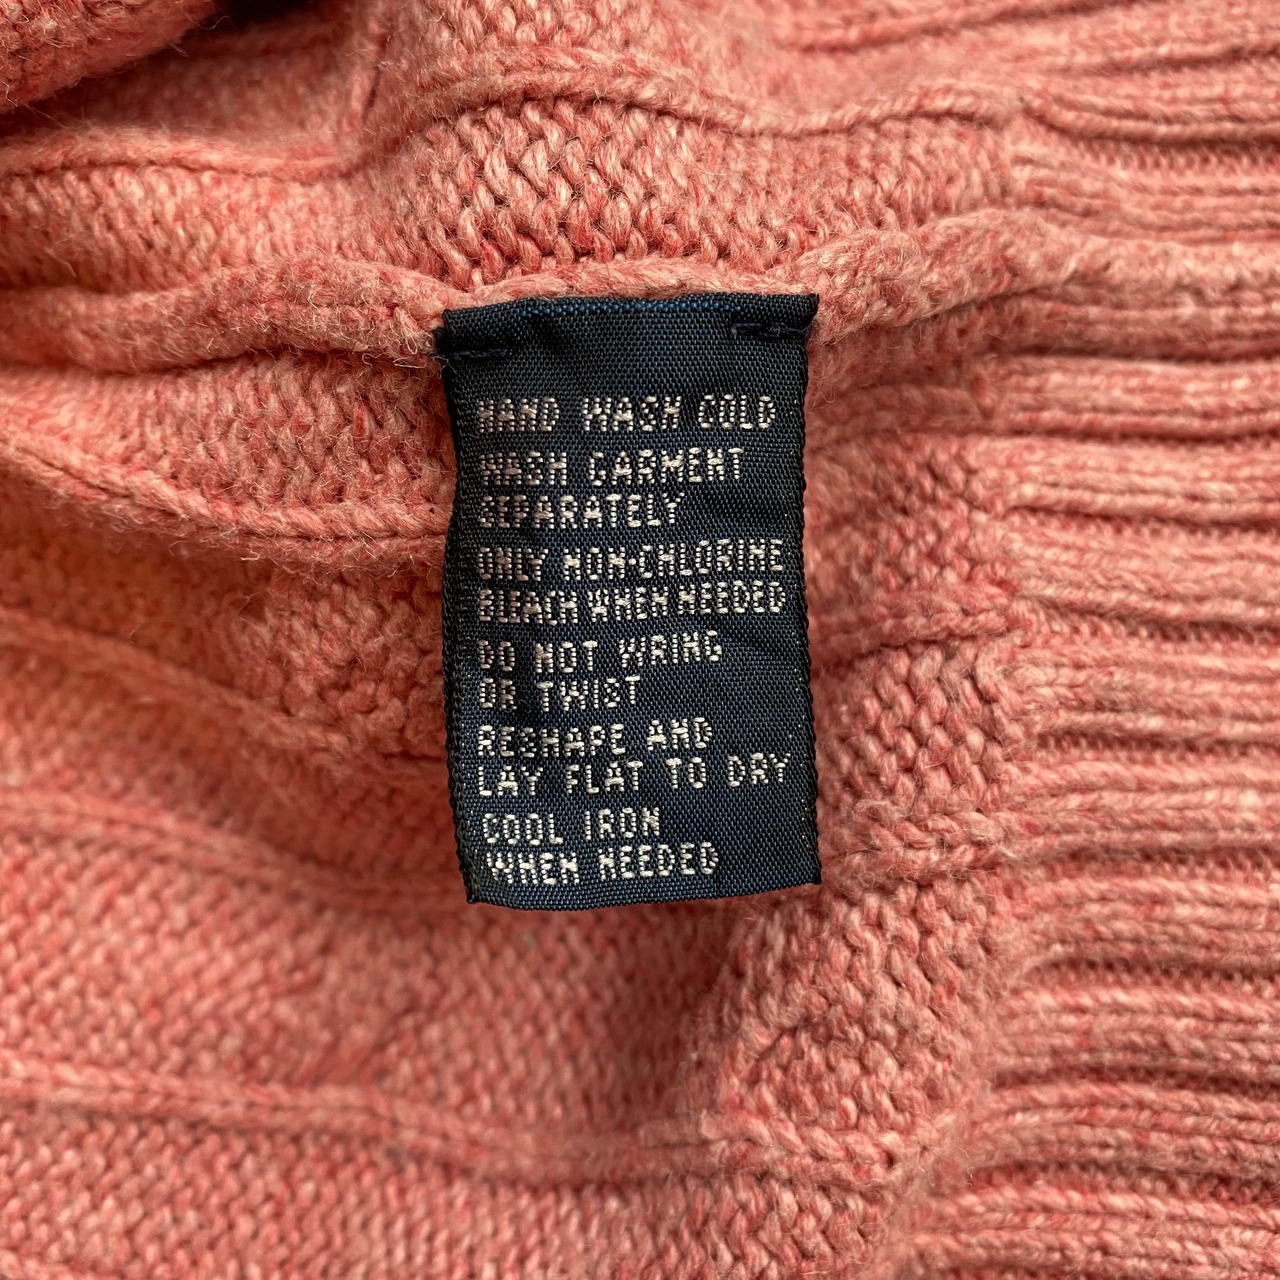 HAND WASH COLD
WASH GARMENT
SEPARATELY
ONLY NON-CHLORINE
BLEACH WHEN NEEDED
DO NOT WRING
OR TWIST
RESHAPE AND
LAY FLAT TO DRY
COOL IRON
WHEN NEEDED